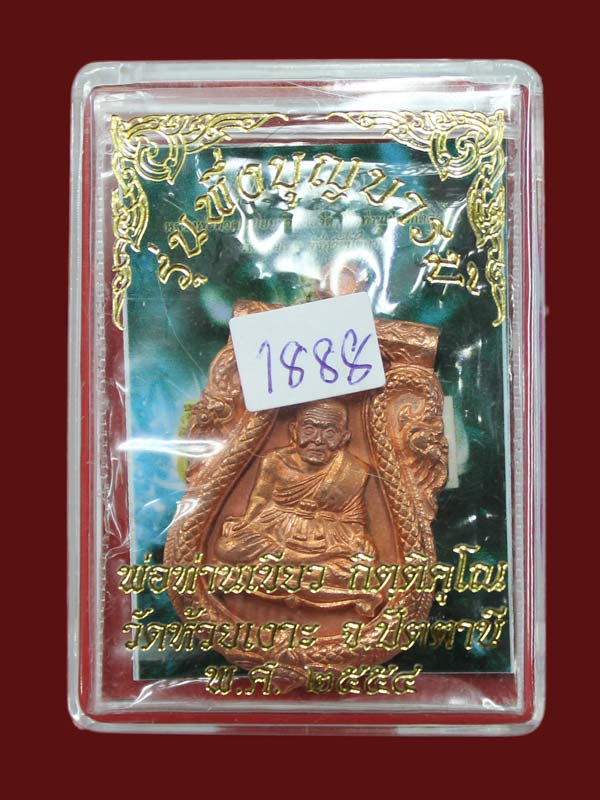 รุ่นพึ่งบุญบารมี
1888
พ่อท่านเขียว กิตฺติคุโณ
วัดห้วยเงาะ จ.ปัตตานี
พ.ศ. ๒๕๕๔